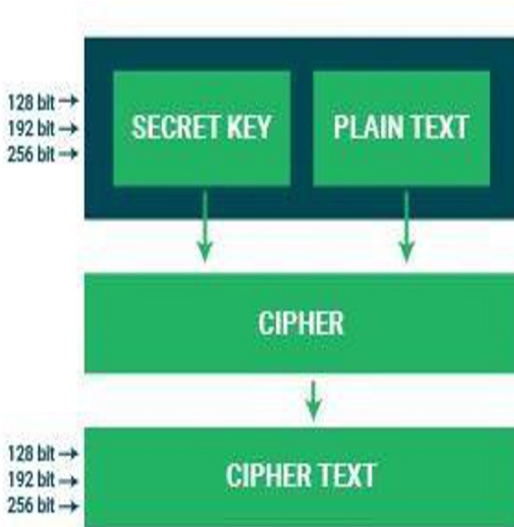 128 bit →
192 bit →
256 bit →
SECRET KEY
PLAIN TEXT
CIPHER
128 bit →
192 bit →
256 bit →
CIPHER TEXT